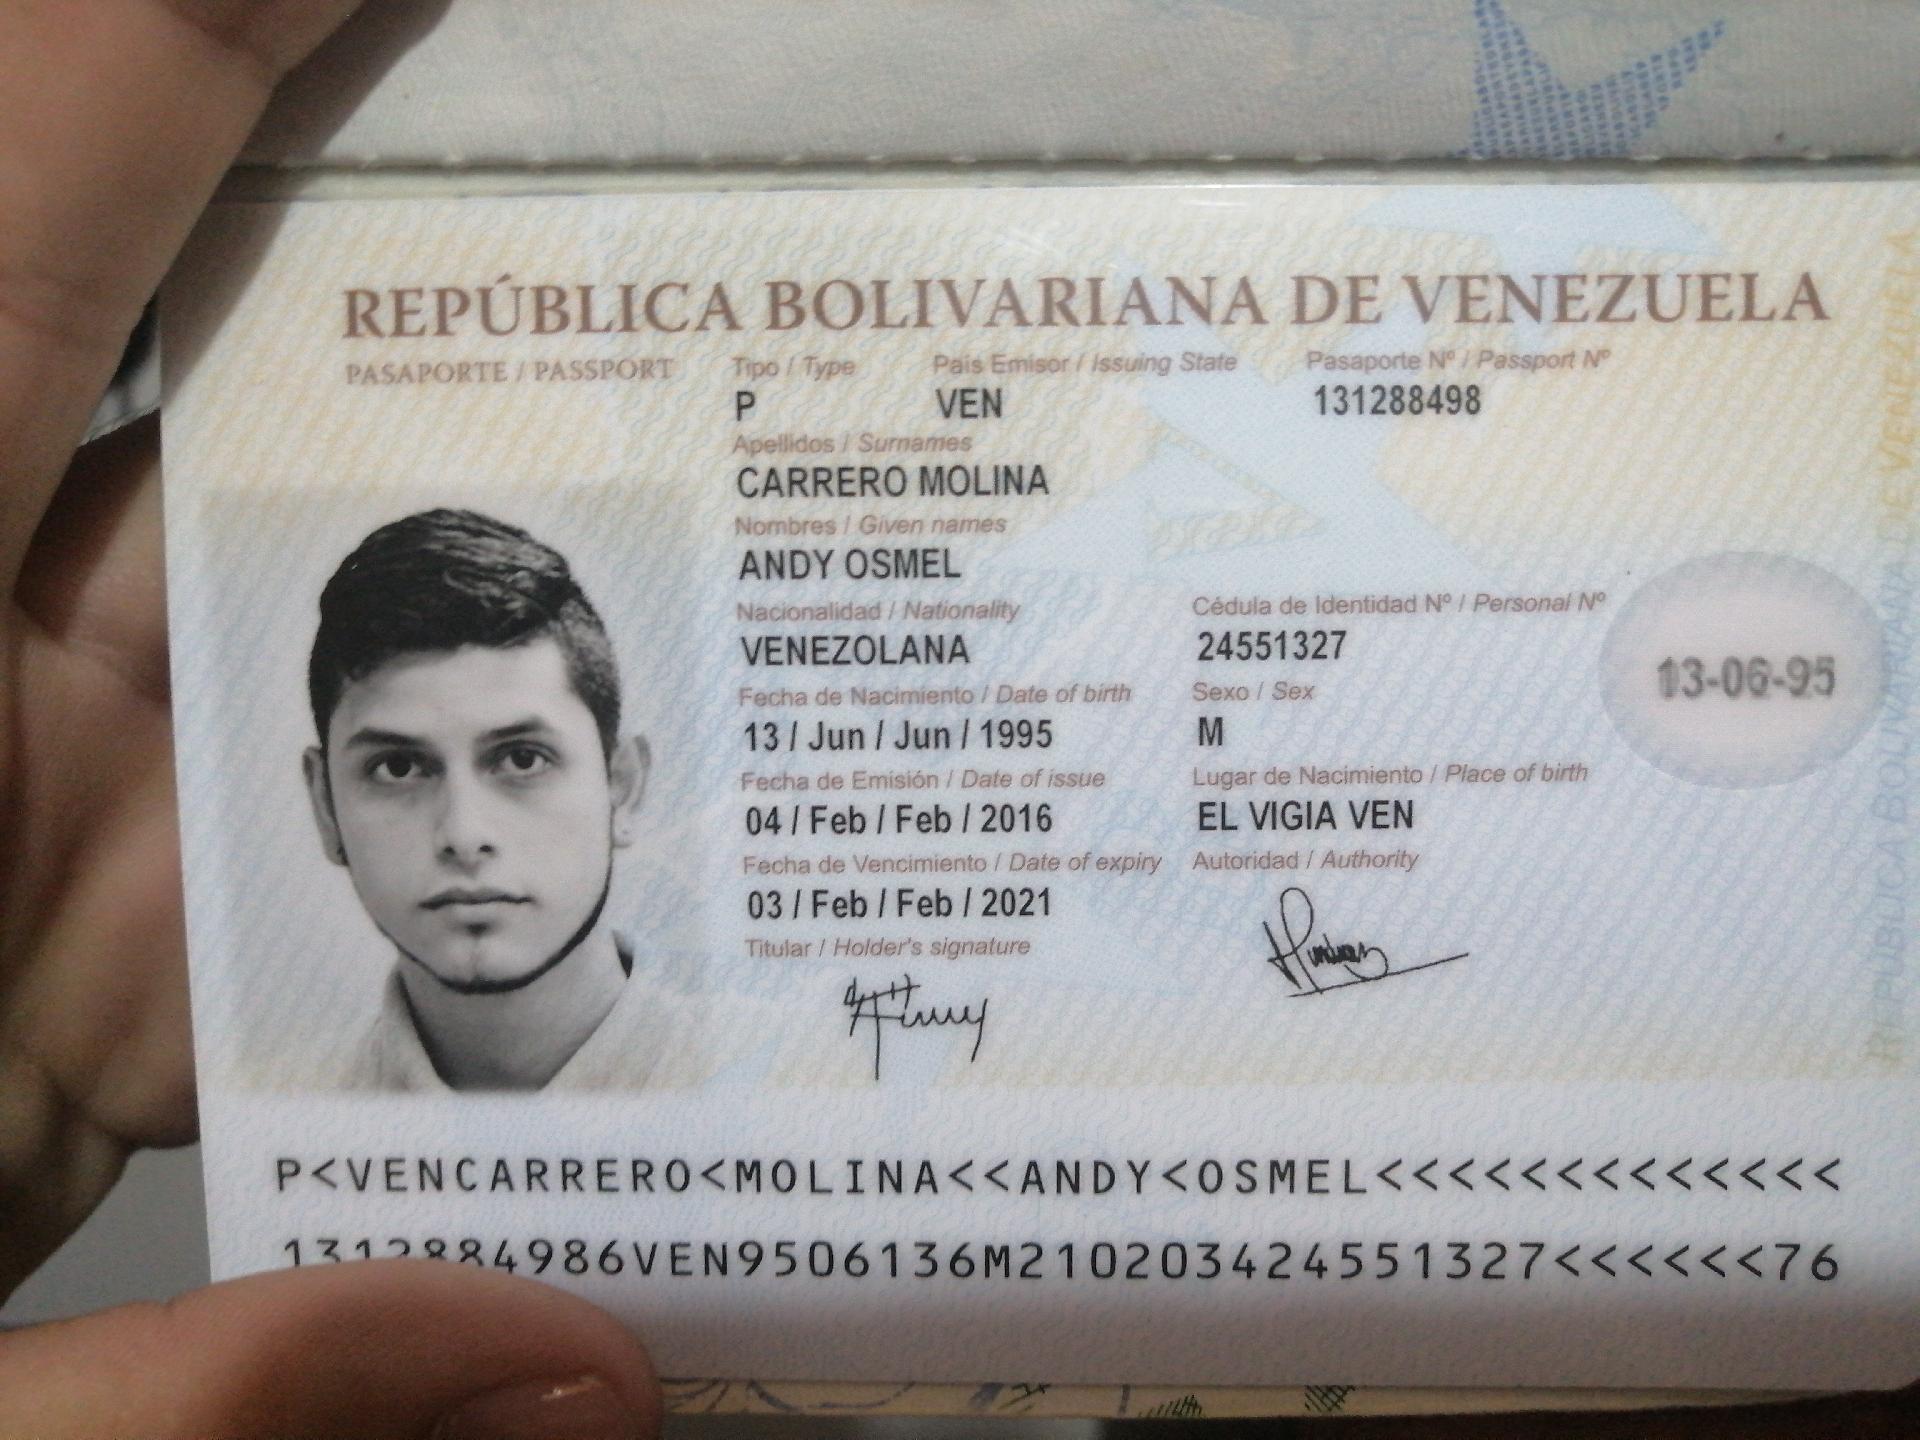 REPÚBLICA BOLIVARIANA DE VENEZUELA
PASAPORTE / PASSPORT Tipo / Type País Emisor / Issuing State Pasaporte Nº / Passport Nº
P VEN 131288498
Apellidos / Surnames
CARRERO MOLINA
Nombres / Given names
ANDY OSMEL
Nacionalidad / Nationality Cédula de Identidad Nº / Personal Nº
VENEZOLANA 24551327
13-06-95
Fecha de Nacimiento / Date of birth Sexo / Sex
13 / Jun / Jun / 1995 M
Fecha de Emisión / Date of issue Lugar de Nacimiento / Place of birth
04 / Feb / Feb / 2016 EL VIGIA VEN
Fecha de Vencimiento / Date of expiry Autoridad / Authority
03 / Feb / Feb / 2021
Titular / Holder's signature
P<VENCARRERO<MOLINA<<ANDY<OSMEL<<<<<<<<<<<<<
1312884986VEN9506136M210203424551327<<<<<<76
REPÚBLICA BOLIVARIANA DE VENEZUELA